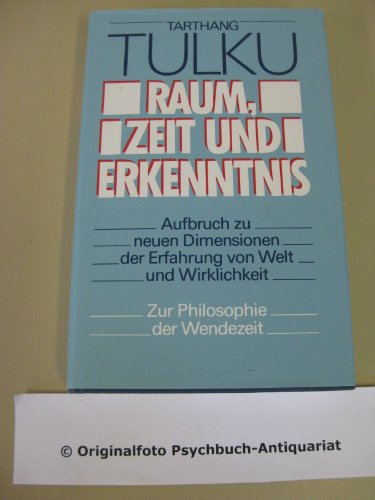 TARTHANG
TULKU
RAUM,
ZEIT UND
ERKENNTNIS
Aufbruch zu
neuen Dimensionen
der Erfahrung von Welt
und Wirklichkeit
Zur Philosophie
der Wendezeit
© Originalfoto Psychbuch-Antiquariat